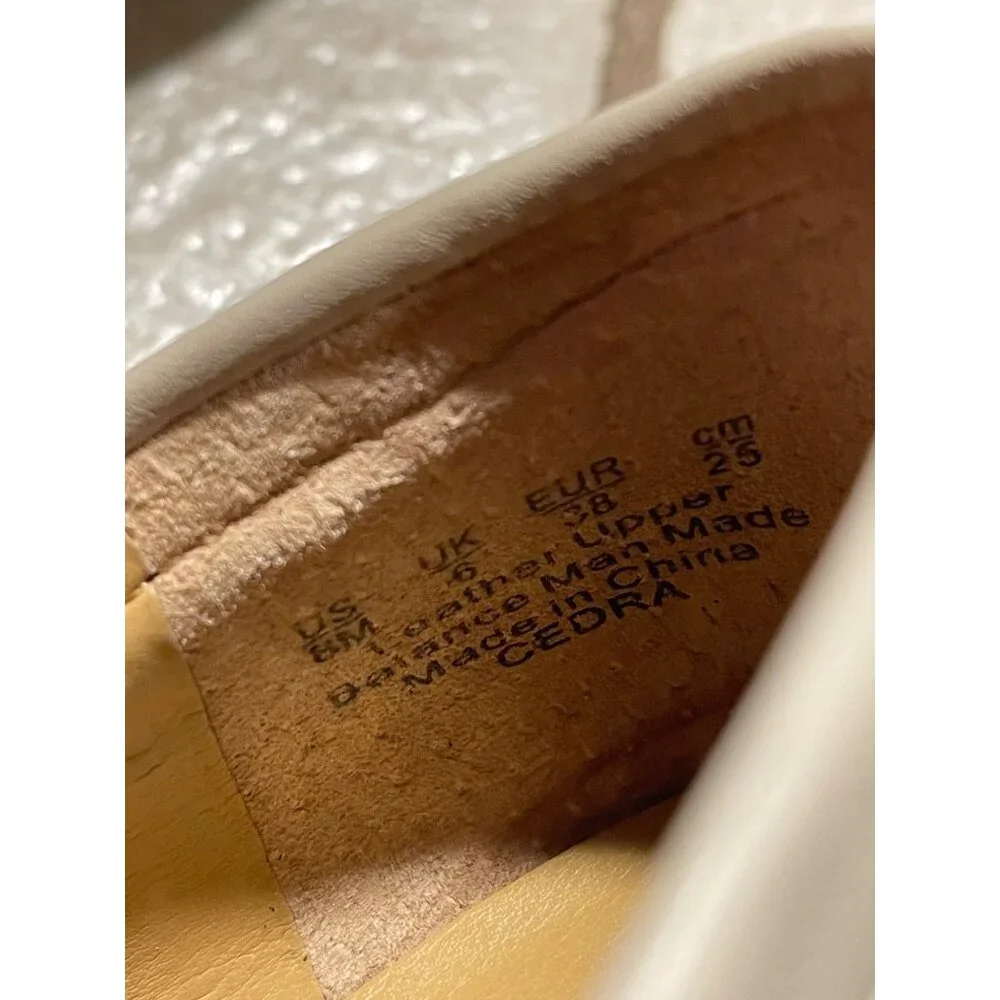 US UK EUR cm
8M 6 38 25
Leather Upper
Balance Man Made
Made in China
CEDRA